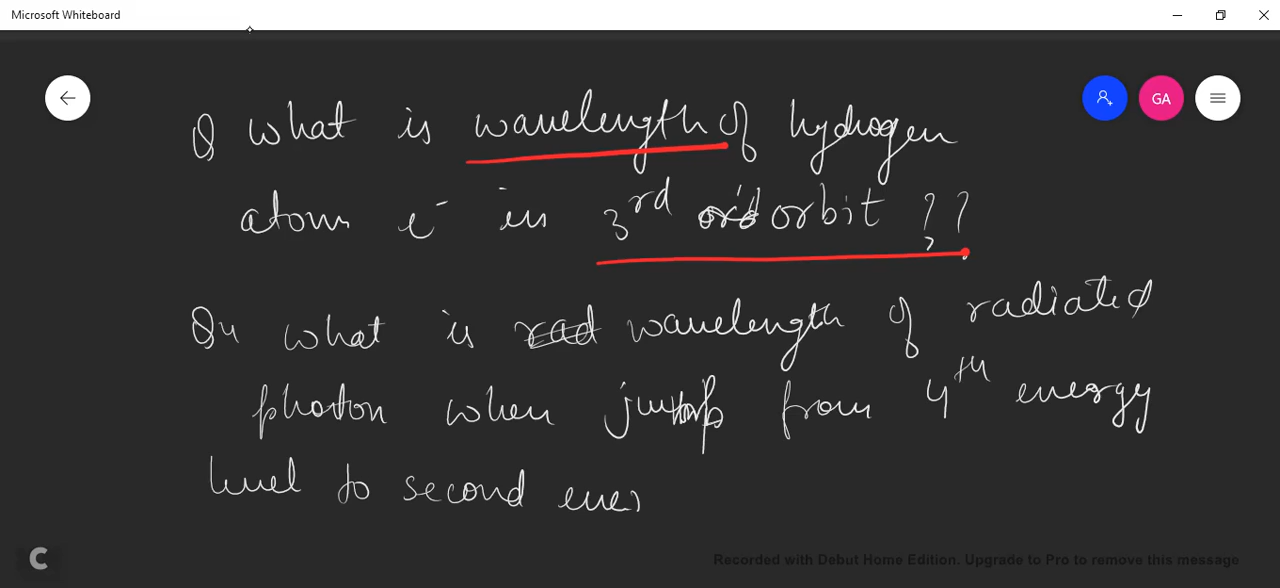 Microsoft Whiteboard
GA
Q what is wavelength of hydrogen
atom e⁻ in 3rd orbit ??
Q4 what is wavelength of radiated
photon when jumps from 4th energy
level to second ener
C
Recorded with Debut Home Edition. Upgrade to Pro to remove this message